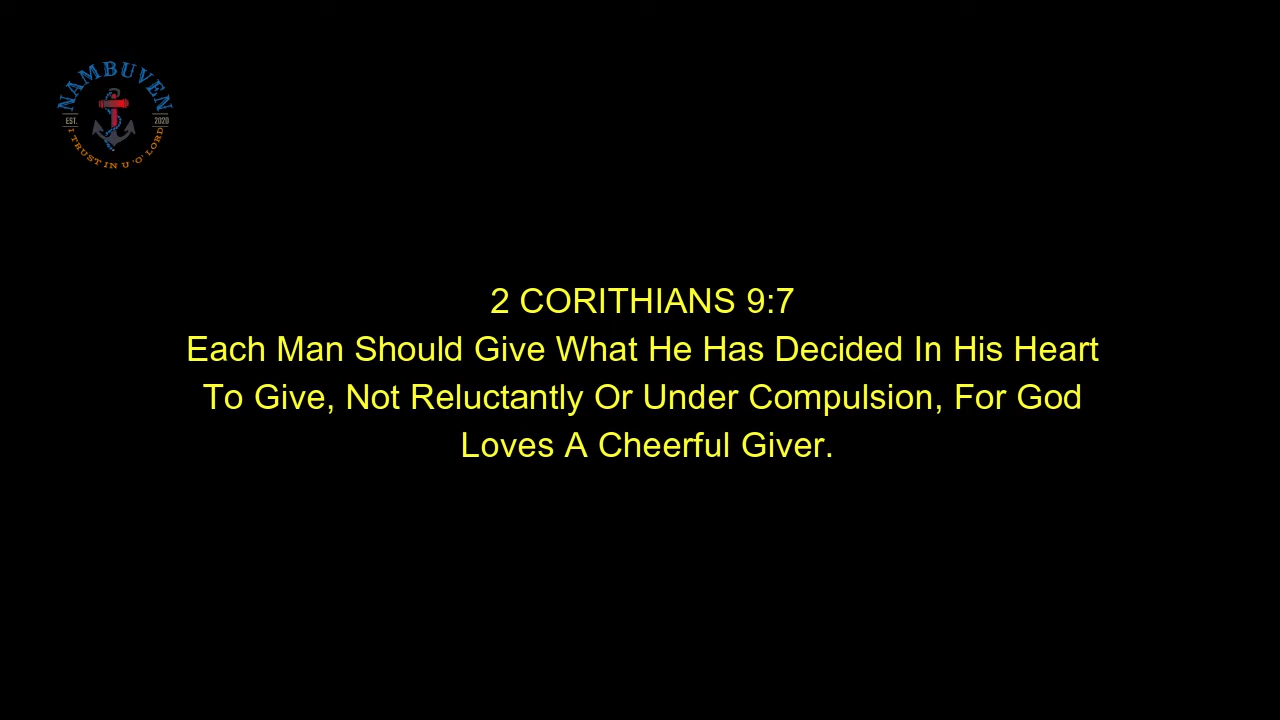 NAMBUVEN
EST. 2020
I TRUST IN U 'O' LORD
2 CORITHIANS 9:7
Each Man Should Give What He Has Decided In His Heart
To Give, Not Reluctantly Or Under Compulsion, For God
Loves A Cheerful Giver.